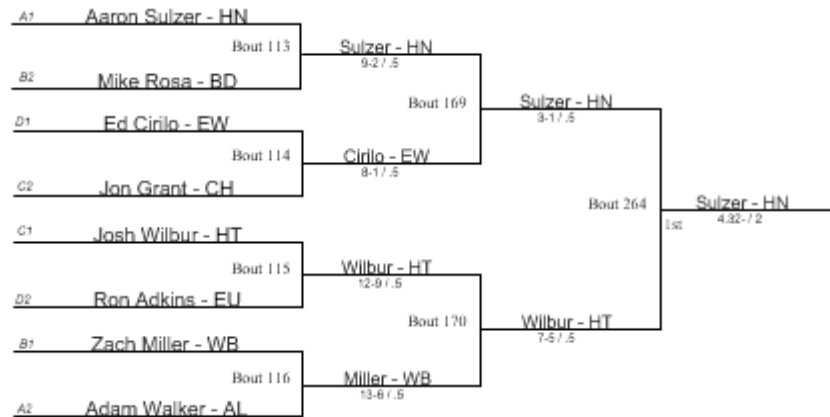 A1 Aaron Sulzer - HN
Bout 113
Sulzer - HN
9-2 / .5
B2 Mike Rosa - BD
Bout 169
Sulzer - HN
3-1 / .5
D1 Ed Cirilo - EW
Bout 114
Cirilo - EW
8-1 / .5
C2 Jon Grant - CH
Bout 264
Sulzer - HN
4.32- / 2
1st
C1 Josh Wilbur - HT
Bout 115
Wilbur - HT
12-9 / .5
D2 Ron Adkins - EU
Bout 170
Wilbur - HT
7-5 / .5
B1 Zach Miller - WB
Bout 116
Miller - WB
13-6 / .5
A2 Adam Walker - AL